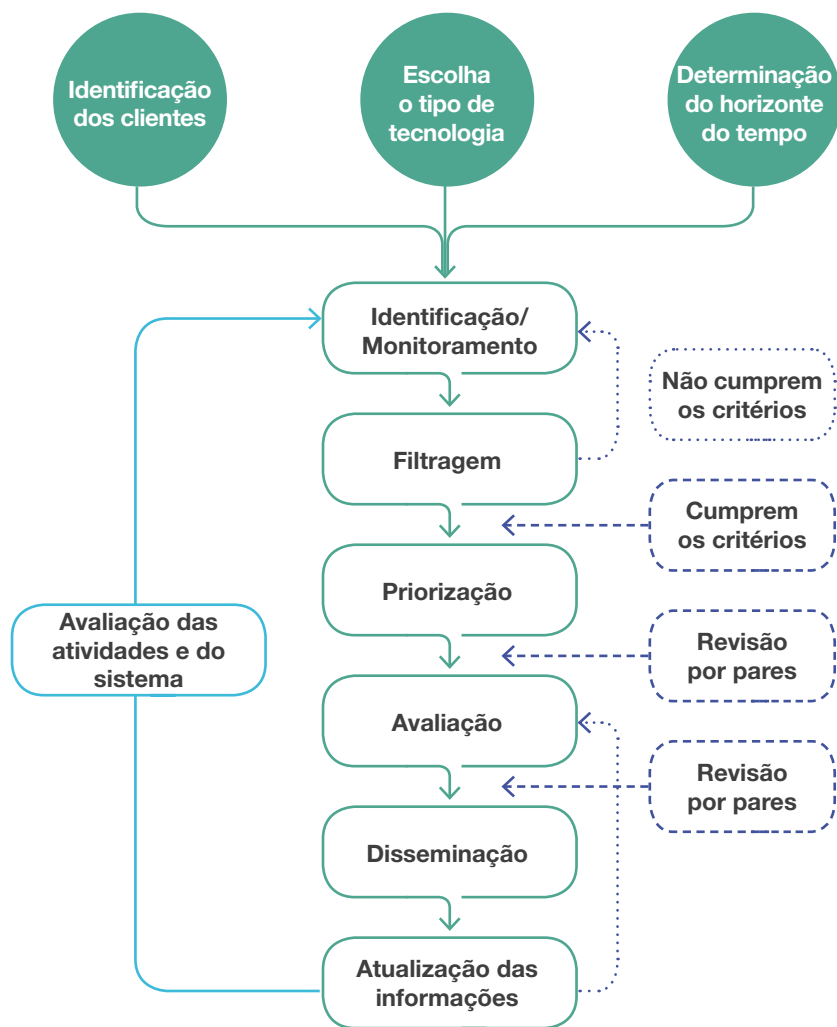 Identificação
dos clientes
Escolha
o tipo de
tecnologia
Determinação
do horizonte
do tempo
Identificação/
Monitoramento
Não cumprem
os critérios
Filtragem
Cumprem
os critérios
Priorização
Avaliação das
atividades e do
sistema
Revisão
por pares
Avaliação
Revisão
por pares
Disseminação
Atualização das
informações